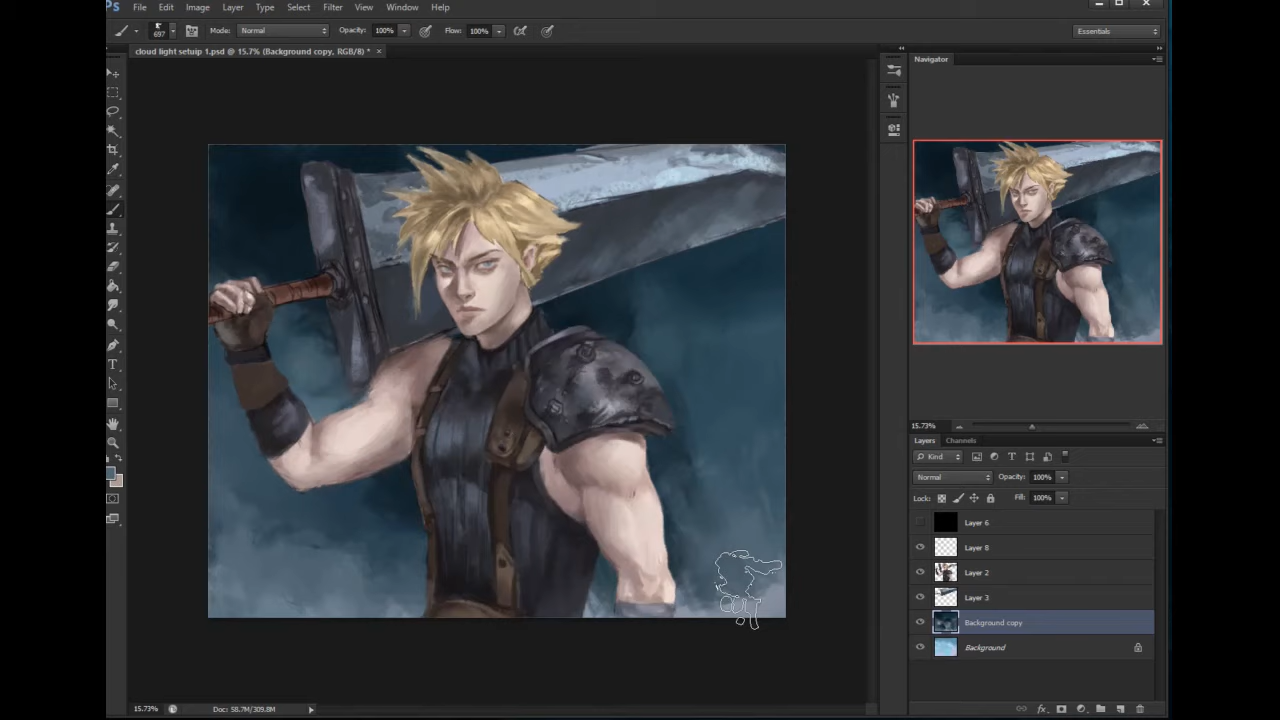 Ps File Edit Image Layer Type Select Filter View Window Help
697 Mode: Normal Opacity: 100% Flow: 100% Essentials
cloud light setuip 1.psd @ 15.7% (Background copy, RGB/8) * ×
Navigator
15.73%
Layers Channels
Kind T
Normal Opacity: 100%
Lock: Fill: 100%
Layer 6
Layer 8
Layer 2
Layer 3
Background copy
Background
15.73% Doc: 58.7M/309.8M fx